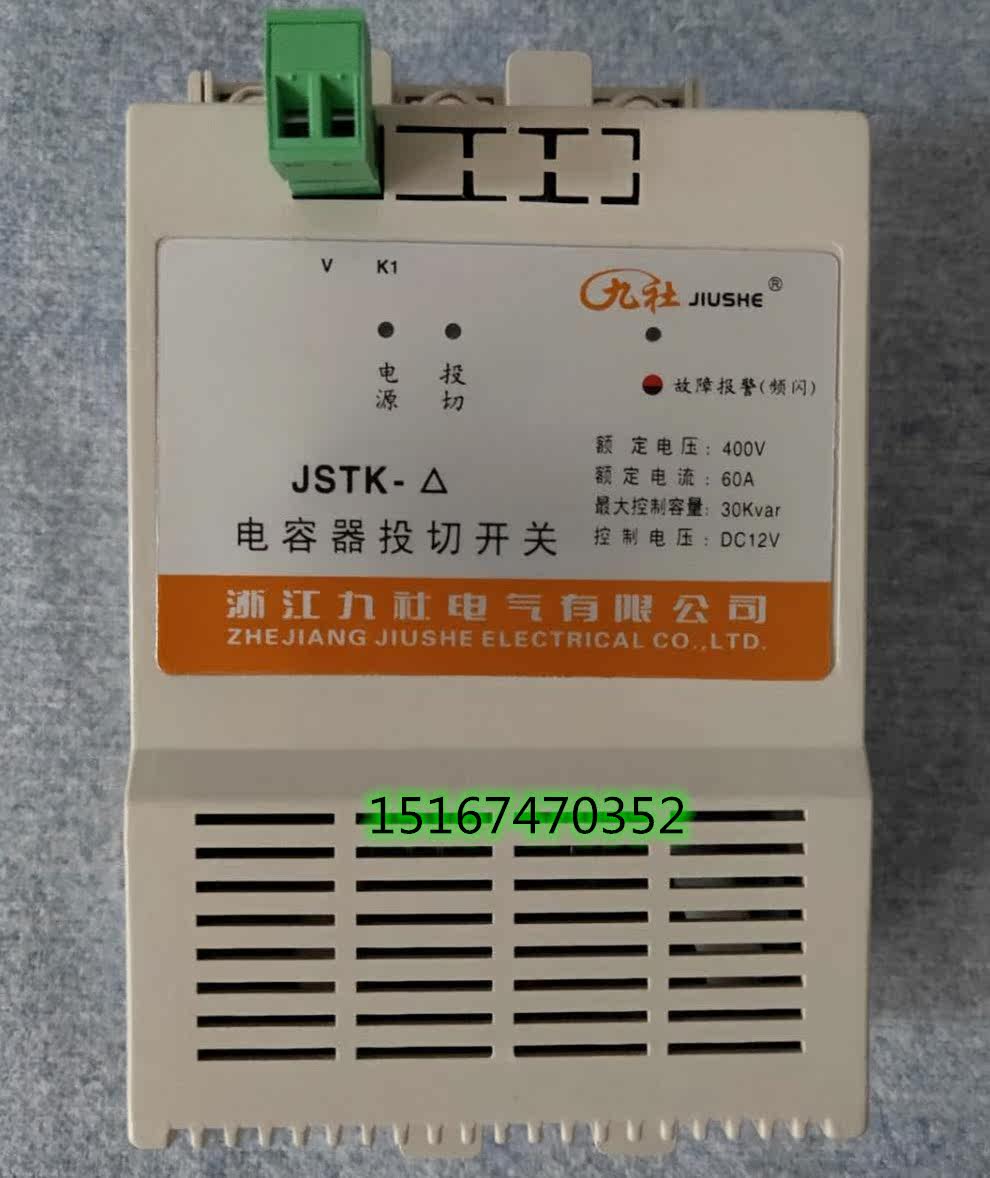 V K1
九社 JIUSHE ®
电源 投切
故障报警(频闪)
额定电压: 400V
额定电流: 60A
最大控制容量: 30Kvar
控制电压: DC12V
JSTK- △
电容器投切开关
浙江九社电气有限公司
ZHEJIANG JIUSHE ELECTRICAL CO.,LTD.
15167470352